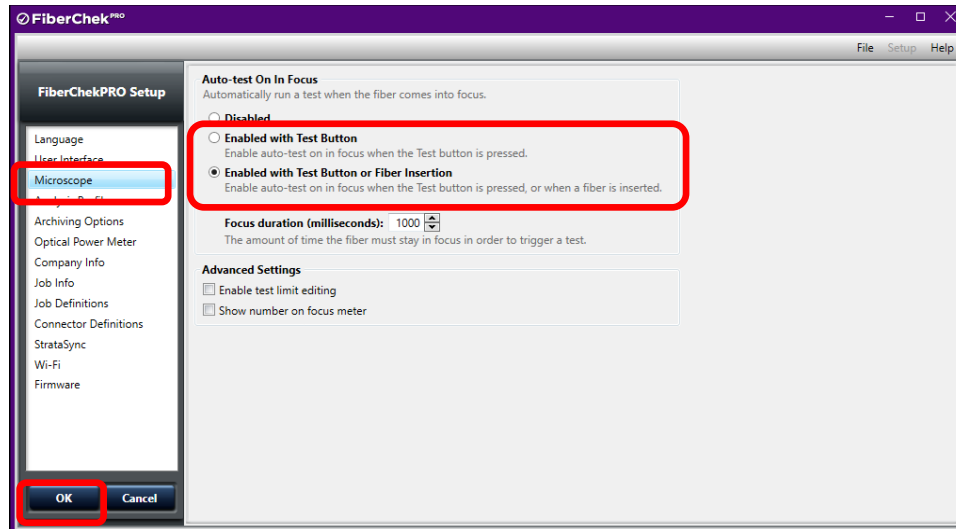 FiberChekPRO
File Setup Help
FiberChekPRO Setup
Language
User Interface
Microscope
Archiving Options
Optical Power Meter
Company Info
Job Info
Job Definitions
Connector Definitions
StrataSync
Wi-Fi
Firmware
OK Cancel
Auto-test On In Focus
Automatically run a test when the fiber comes into focus.
Disabled
Enabled with Test Button
Enable auto-test on in focus when the Test button is pressed.
Enabled with Test Button or Fiber Insertion
Enable auto-test on in focus when the Test button is pressed, or when a fiber is inserted.
Focus duration (milliseconds): 1000
The amount of time the fiber must stay in focus in order to trigger a test.
Advanced Settings
Enable test limit editing
Show number on focus meter